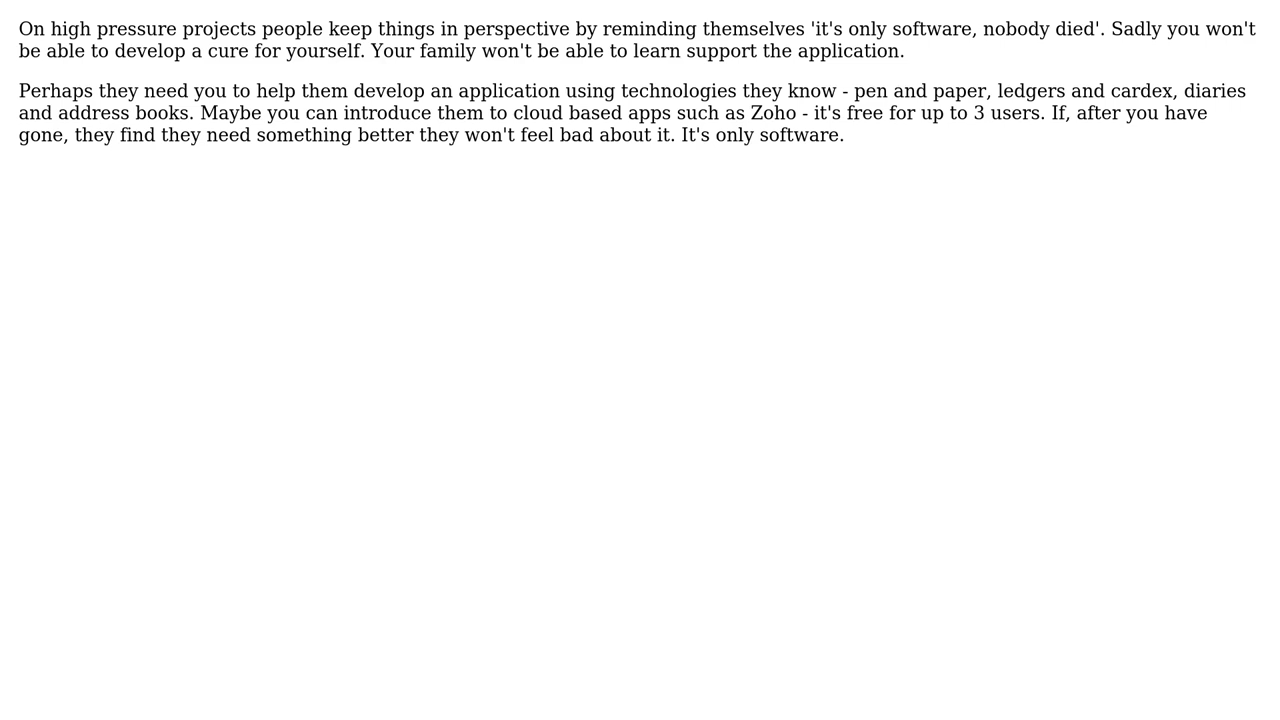 On high pressure projects people keep things in perspective by reminding themselves 'it's only software, nobody died'. Sadly you won't
be able to develop a cure for yourself. Your family won't be able to learn support the application.
Perhaps they need you to help them develop an application using technologies they know - pen and paper, ledgers and cardex, diaries
and address books. Maybe you can introduce them to cloud based apps such as Zoho - it's free for up to 3 users. If, after you have
gone, they find they need something better they won't feel bad about it. It's only software.